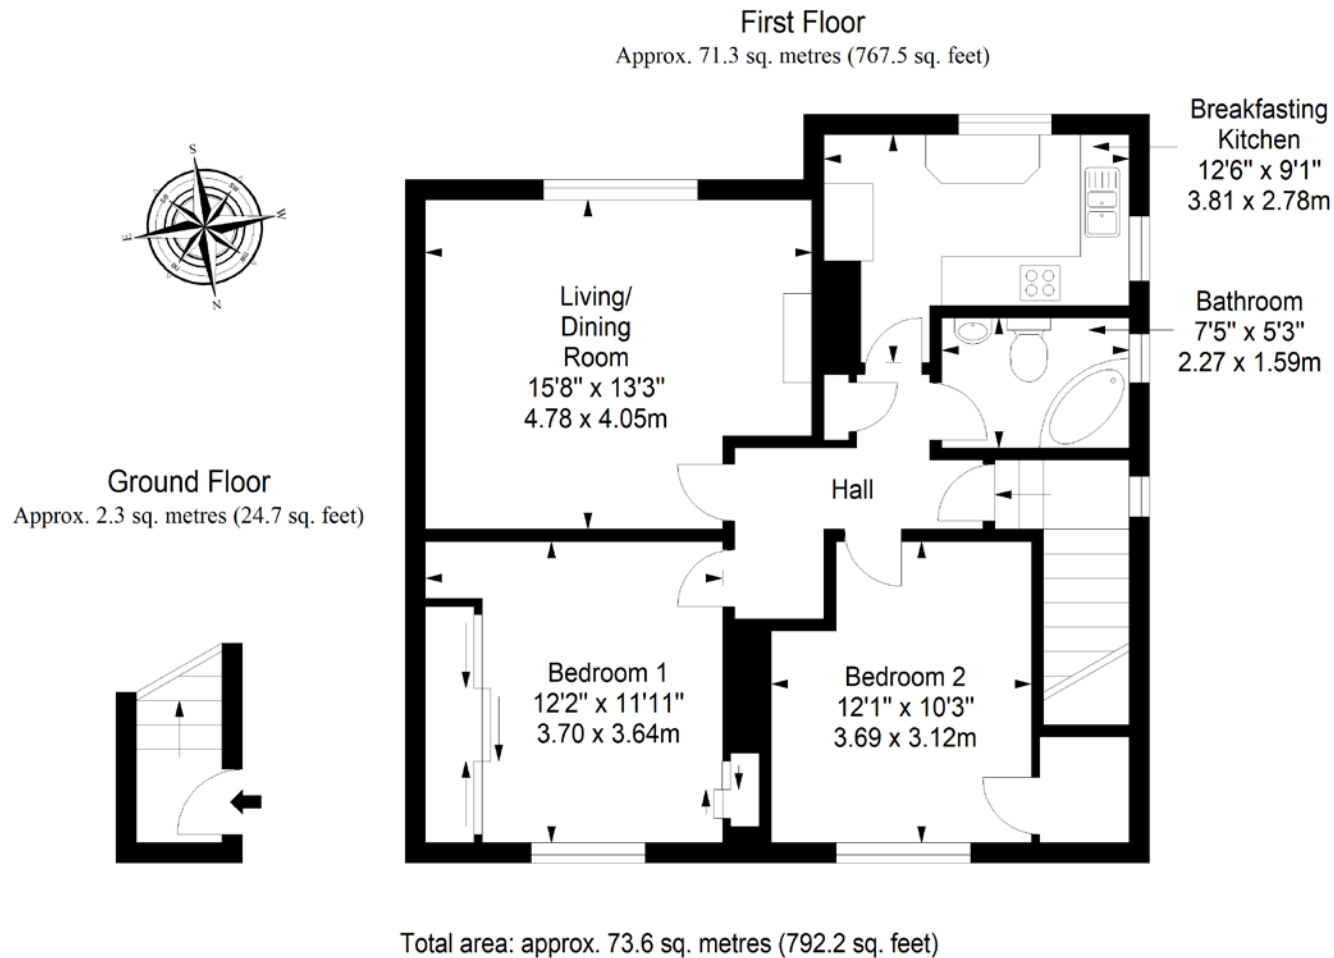 First Floor
Approx. 71.3 sq. metres (767.5 sq. feet)
Breakfasting
Kitchen
12'6" x 9'1"
3.81 x 2.78m
S
W
E
N
Living/
Dining
Room
15'8" x 13'3"
4.78 x 4.05m
Bathroom
7'5" x 5'3"
2.27 x 1.59m
Ground Floor
Approx. 2.3 sq. metres (24.7 sq. feet)
Hall
Bedroom 1
12'2" x 11'11"
3.70 x 3.64m
Bedroom 2
12'1" x 10'3"
3.69 x 3.12m
Total area: approx. 73.6 sq. metres (792.2 sq. feet)